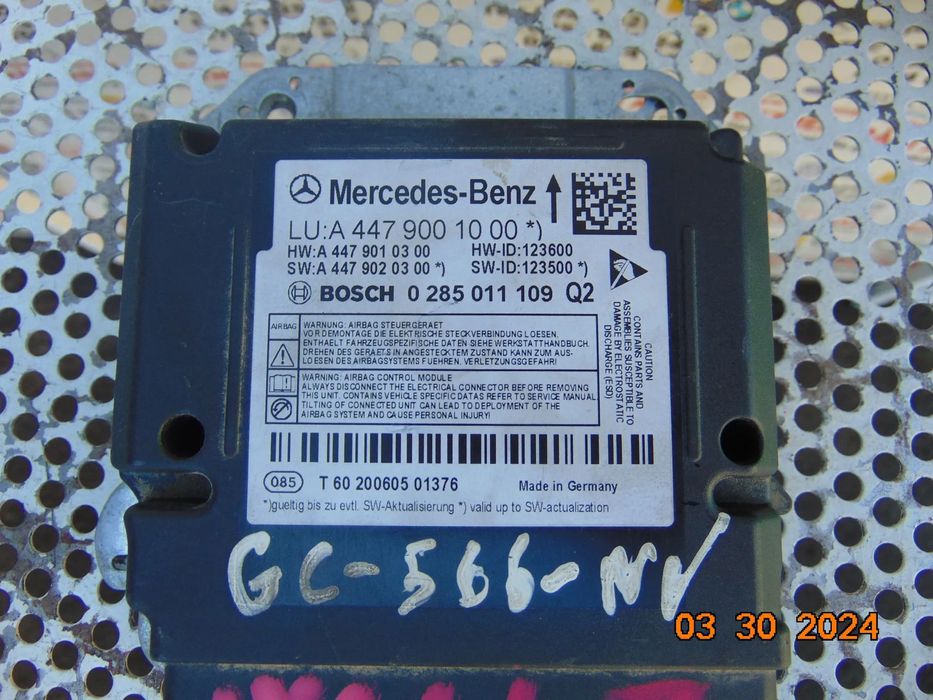 Mercedes-Benz
LU:A 447 900 10 00 *)
HW:A 447 901 03 00 HW-ID:123600
SW:A 447 902 03 00 *) SW-ID:123500 *)
BOSCH 0 285 011 109 Q2
CAUTION
CONTAINS PARTS AND
ASSEMBLIES SUSCEPTIBLE TO
DAMAGE BY ELECTROSTATIC
DISCHARGE (ESD)
AIRBAG
WARNUNG: AIRBAG STEUERGERAET
VOR DEMONTAGE DIE ELEKTRISCHE STECKVERBINDUNG LOESEN.
ENTHAELT FAHRZEUGSPEZIFISCHE DATEN SIEHE WERKSTATTHANDBUCH.
DREHEN DES GERAETS IN ANGESTECKTEM ZUSTAND KANN ZUM AUS-
LOESEN DES AIRBAGSYSTEMS FUEHREN. VERLETZUNGSGEFAHR!
WARNING: AIRBAG CONTROL MODULE
ALWAYS DISCONNECT THE ELECTRICAL CONNECTOR BEFORE REMOVING
THIS UNIT. CONTAINS VEHICLE SPECIFIC DATAS REFER TO SERVICE MANUAL.
TILTING OF CONNECTED UNIT CAN LEAD TO DEPLOYMENT OF THE
AIRBAG SYSTEM AND CAUSE PERSONAL INJURY!
085 T 60 200605 01376 Made in Germany
*)gueltig bis zu evtl. SW-Aktualisierung *) valid up to SW-actualization
GC-566-NV
03 30 2024